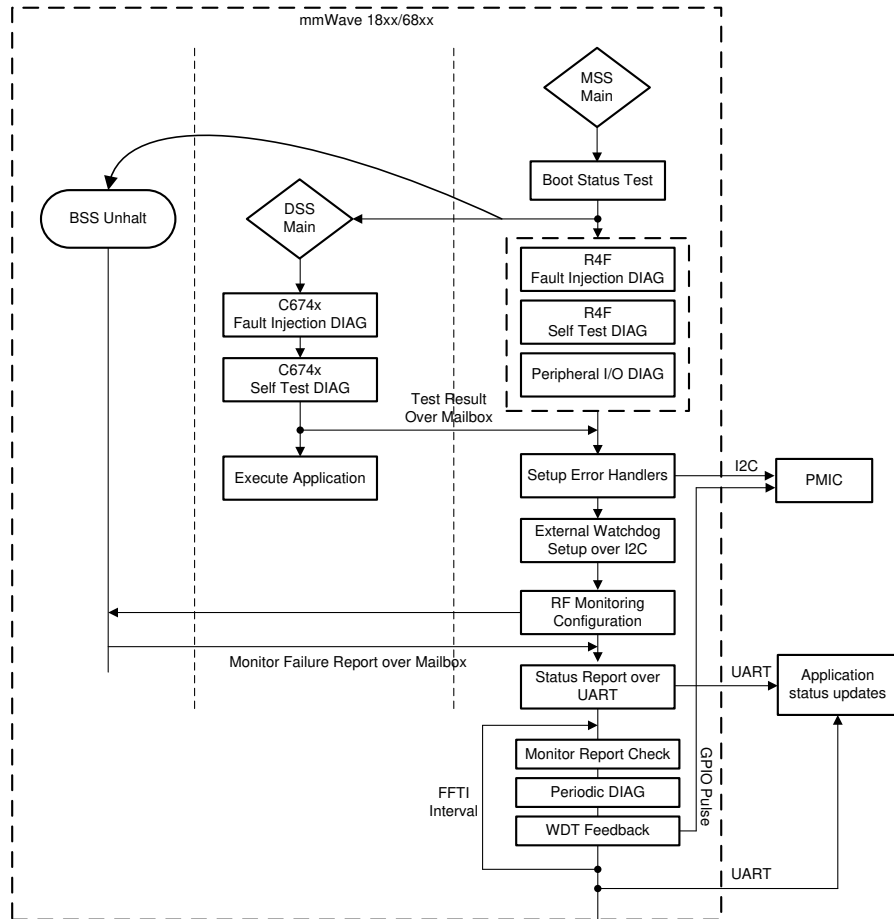 mmWave 18xx/68xx
MSS
Main
Boot Status Test
BSS Unhalt
DSS
Main
R4F
Fault Injection DIAG
R4F
Self Test DIAG
Peripheral I/O DIAG
C674x
Fault Injection DIAG
C674x
Self Test DIAG
Test Result
Over Mailbox
Execute Application
Setup Error Handlers
I2C
PMIC
External Watchdog
Setup over I2C
RF Monitoring
Configuration
Monitor Failure Report over Mailbox
Status Report over
UART
UART
Application
status updates
Monitor Report Check
FFTI
Interval
Periodic DIAG
GPIO Pulse
WDT Feedback
UART